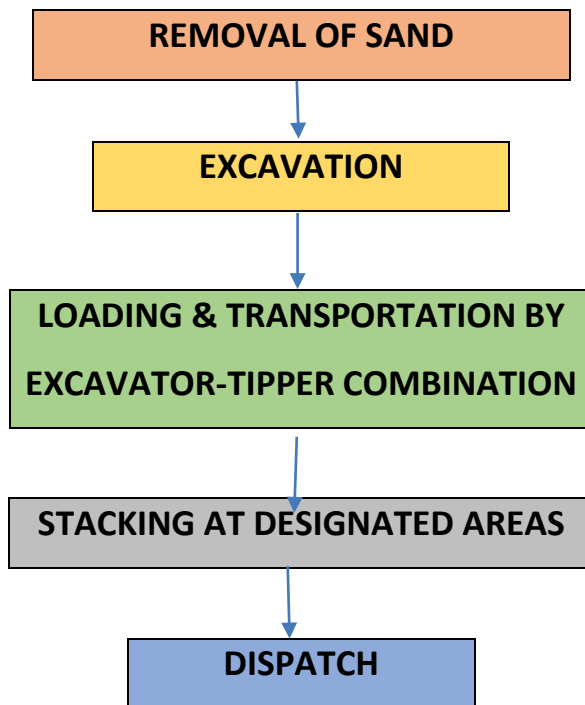 REMOVAL OF SAND
EXCAVATION
LOADING & TRANSPORTATION BY
EXCAVATOR-TIPPER COMBINATION
STACKING AT DESIGNATED AREAS
DISPATCH